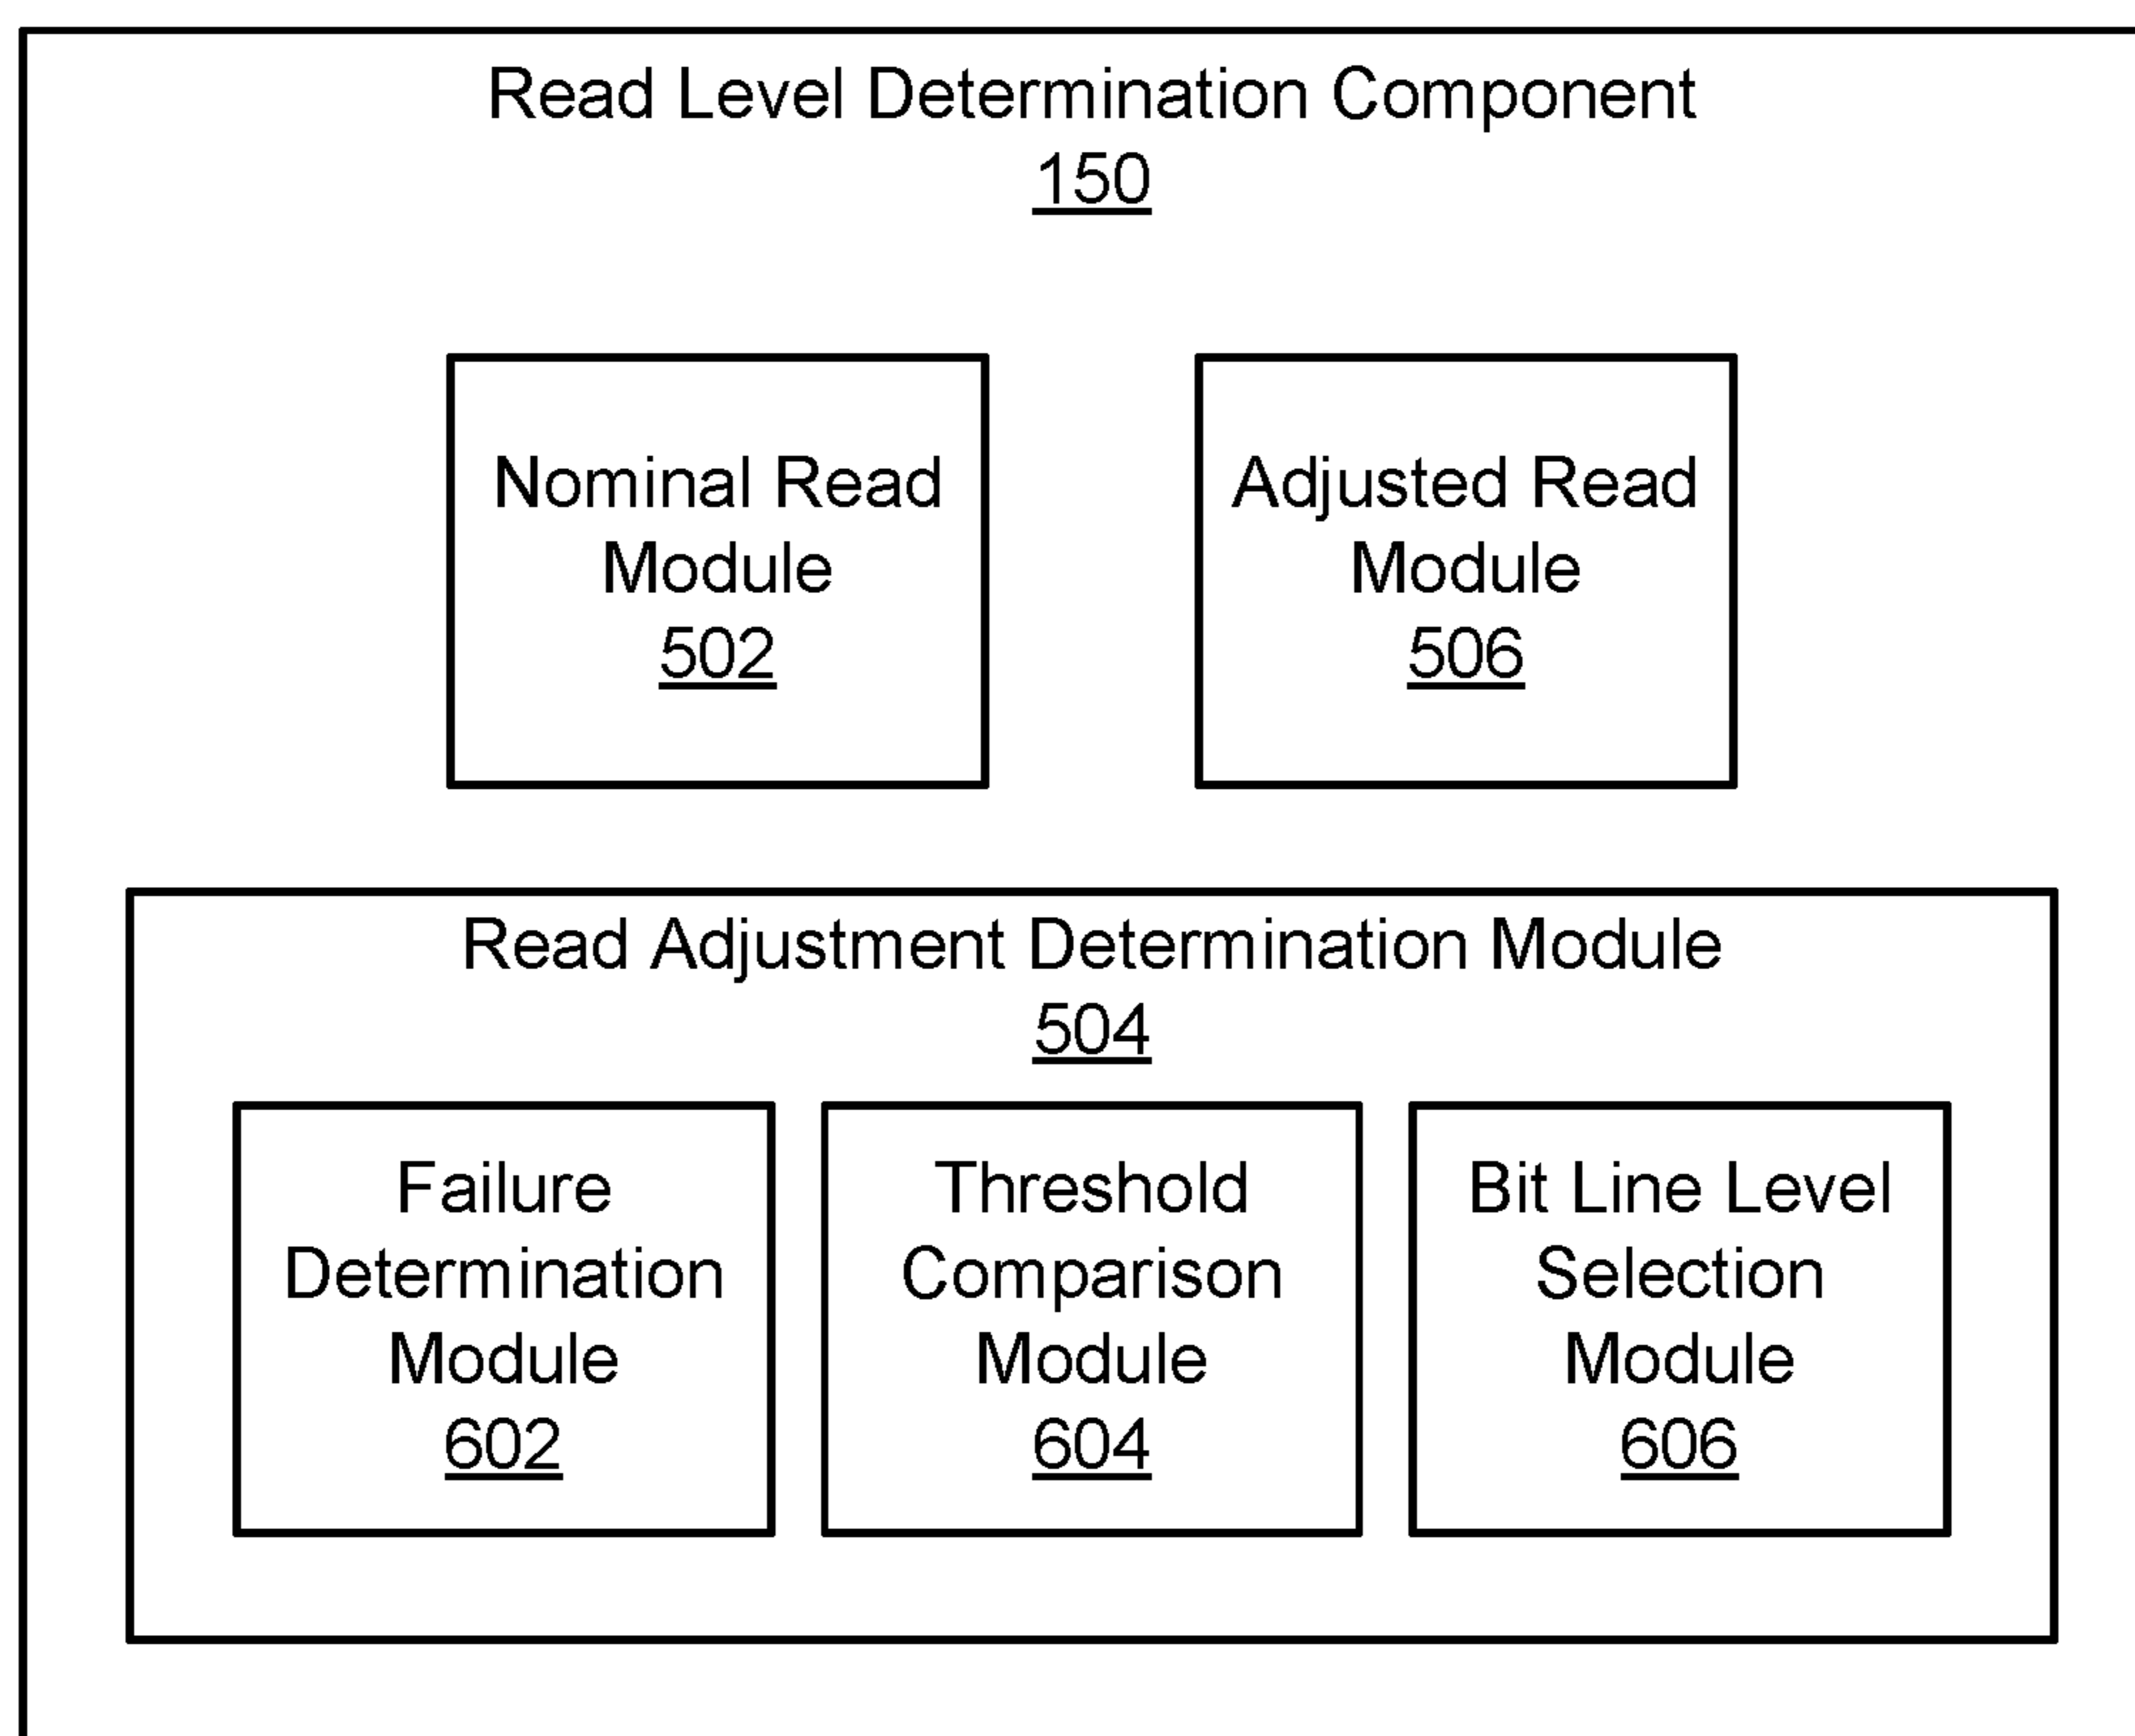 Read Level Determination Component
150
Nominal Read
Module
502
Adjusted Read
Module
506
Read Adjustment Determination Module
504
Failure
Determination
Module
602
Threshold
Comparison
Module
604
Bit Line Level
Selection
Module
606